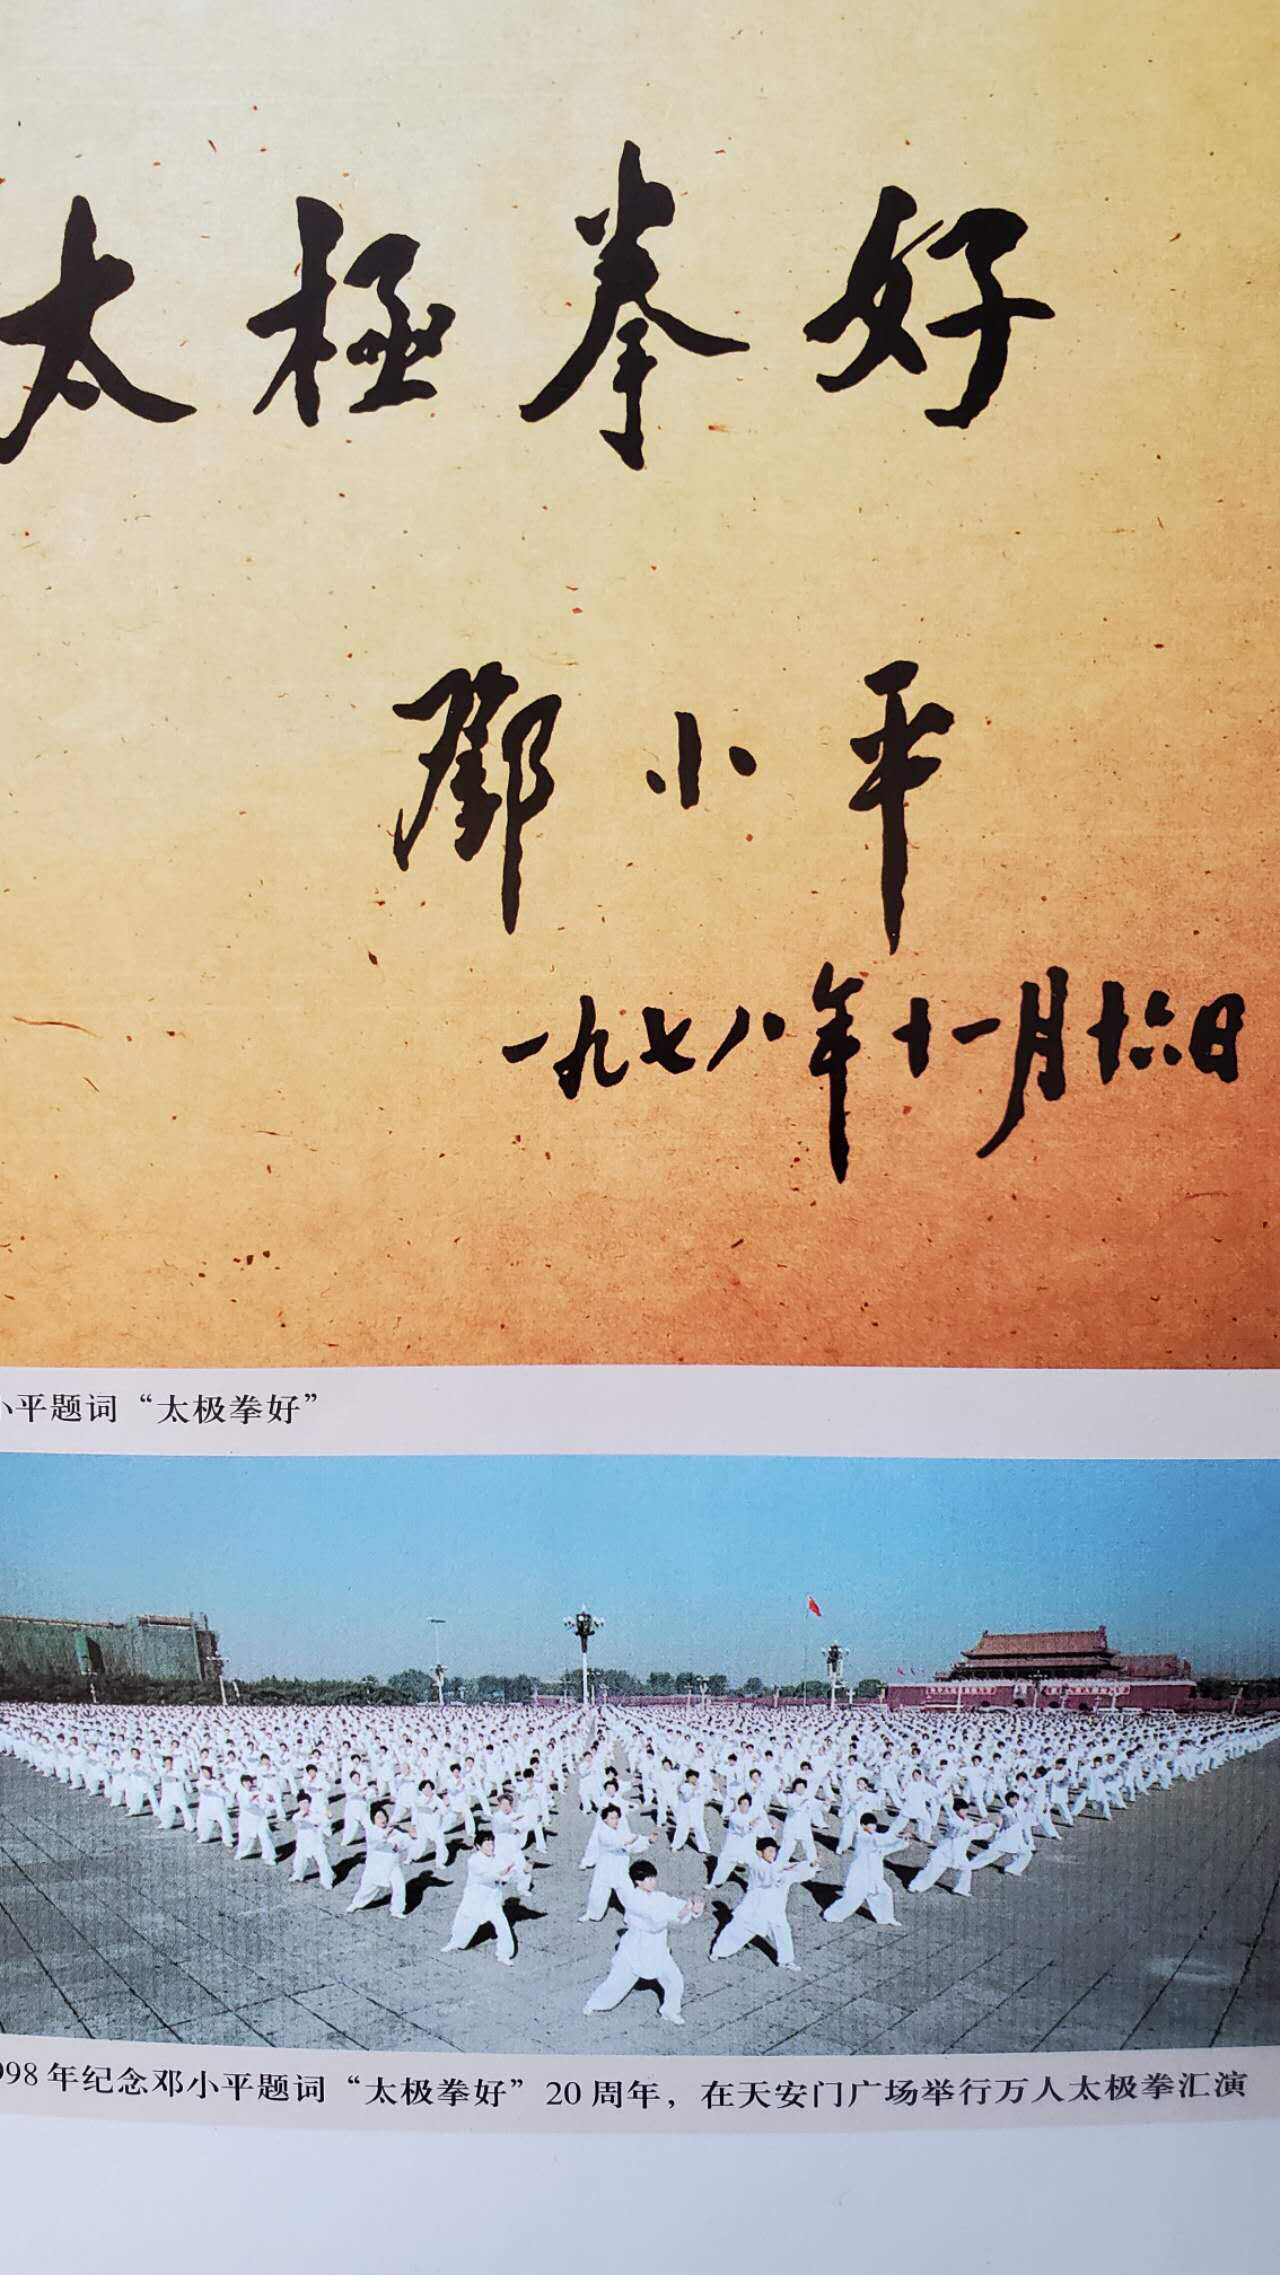 太極拳好
鄧小平
一九七八年十一月十六日
小平题词“太极拳好”
998年纪念邓小平题词“太极拳好”20周年，在天安门广场举行万人太极拳汇演